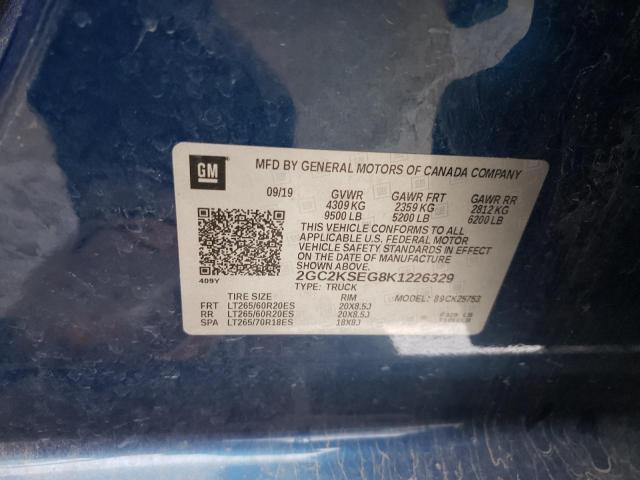 GM
MFD BY GENERAL MOTORS OF CANADA COMPANY
09/19 GVWR GAWR FRT GAWR RR
4309 KG 2359 KG 2812 KG
9500 LB 5200 LB 6200 LB
THIS VEHICLE CONFORMS TO ALL
APPLICABLE U.S. FEDERAL MOTOR
VEHICLE SAFETY STANDARDS IN EFFECT
ON THE DATE OF MANUFACTURE
SHOWN ABOVE.
409Y 2GC2KSEG8K1226329
TYPE: TRUCK
TIRE SIZE RIM MODEL: 89CK25753
FRT LT265/60R20ES 20X8.5J
RR LT265/60R20ES 20X8.5J
SPA LT265/70R18ES 18X8J